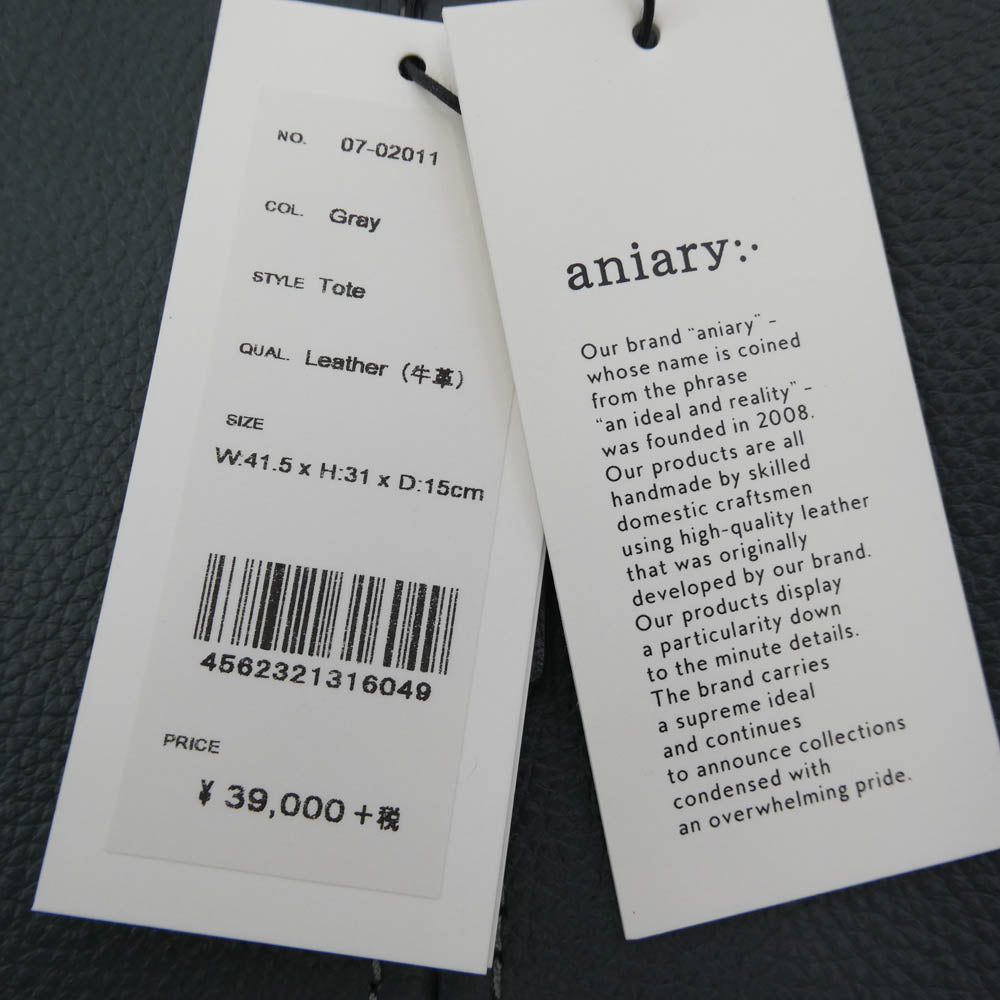 NO. 07-02011
COL. Gray
STYLE Tote
QUAL. Leather (牛革)
SIZE
W:41.5 x H:31 x D:15cm
4562321316049
PRICE
¥ 39,000+税
aniary:·
Our brand "aniary" –
whose name is coined
from the phrase
"an ideal and reality" –
was founded in 2008.
Our products are all
handmade by skilled
domestic craftsmen
using high-quality leather
that was originally
developed by our brand.
Our products display
a particularity down
to the minute details.
The brand carries
a supreme ideal
and continues
to announce collections
condensed with
an overwhelming pride.